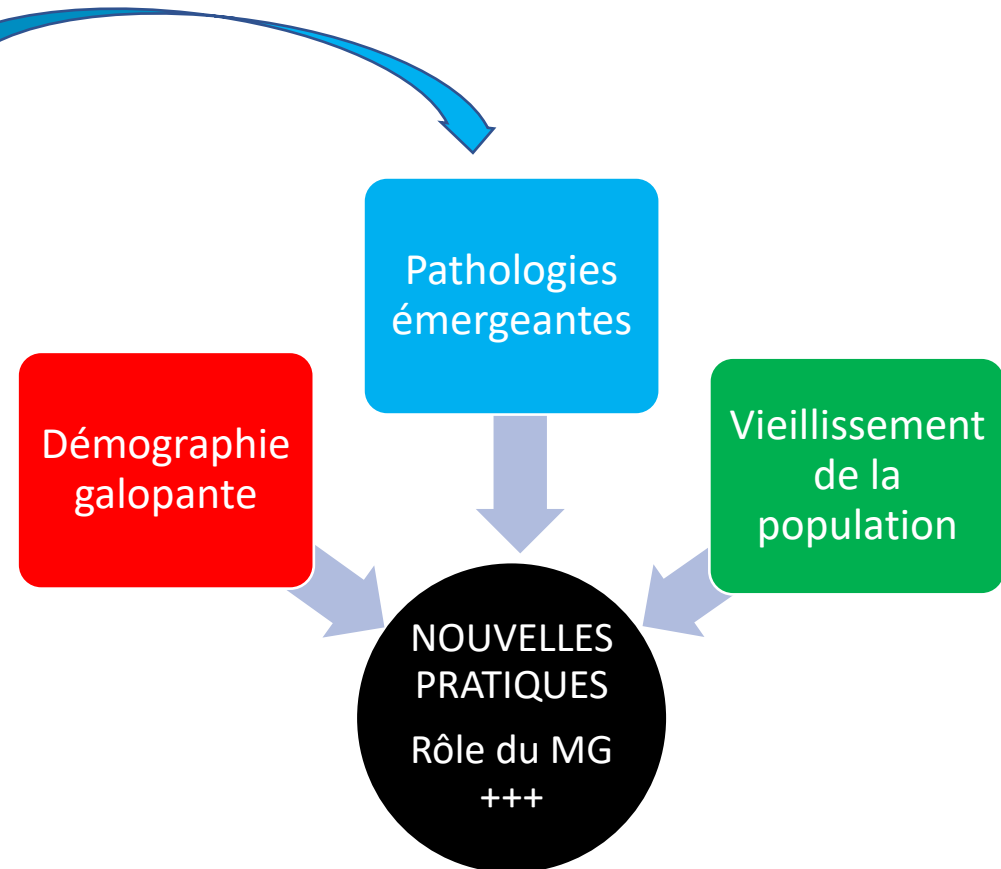 Pathologies
émergeantes
Démographie
galopante
Vieillissement
de la
population
NOUVELLES
PRATIQUES
Rôle du MG
+++